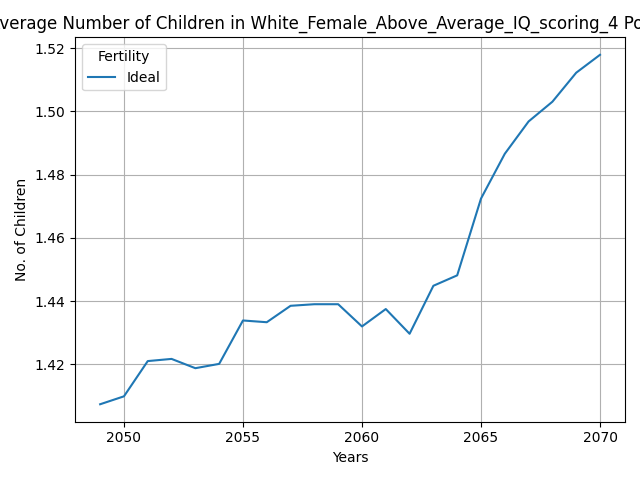 verage Number of Children in White_Female_Above_Average_IQ_scoring_4 Po
Fertility
Ideal
No. of Children
1.52
1.50
1.48
1.46
1.44
1.42
2050 2055 2060 2065 2070
Years